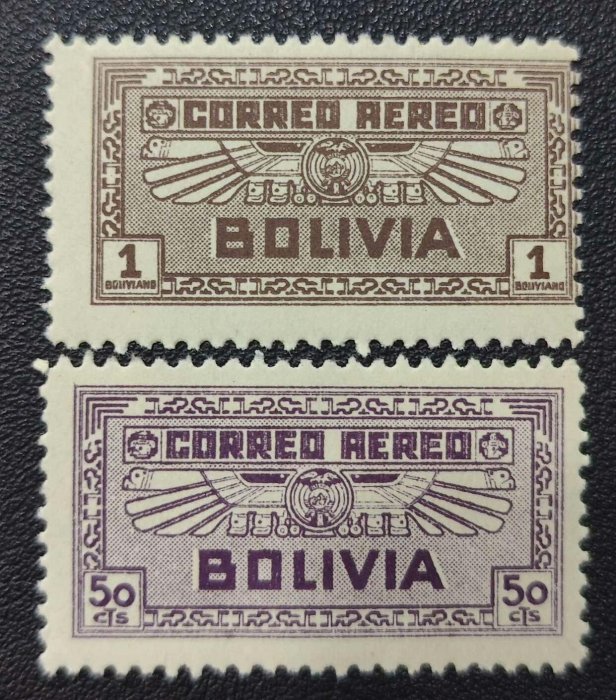 CORREO AEREO
BOLIVIA
1 1
BOLIVIANO BOLIVIANO
CORREO AEREO
BOLIVIA
50 50
CTS CTS